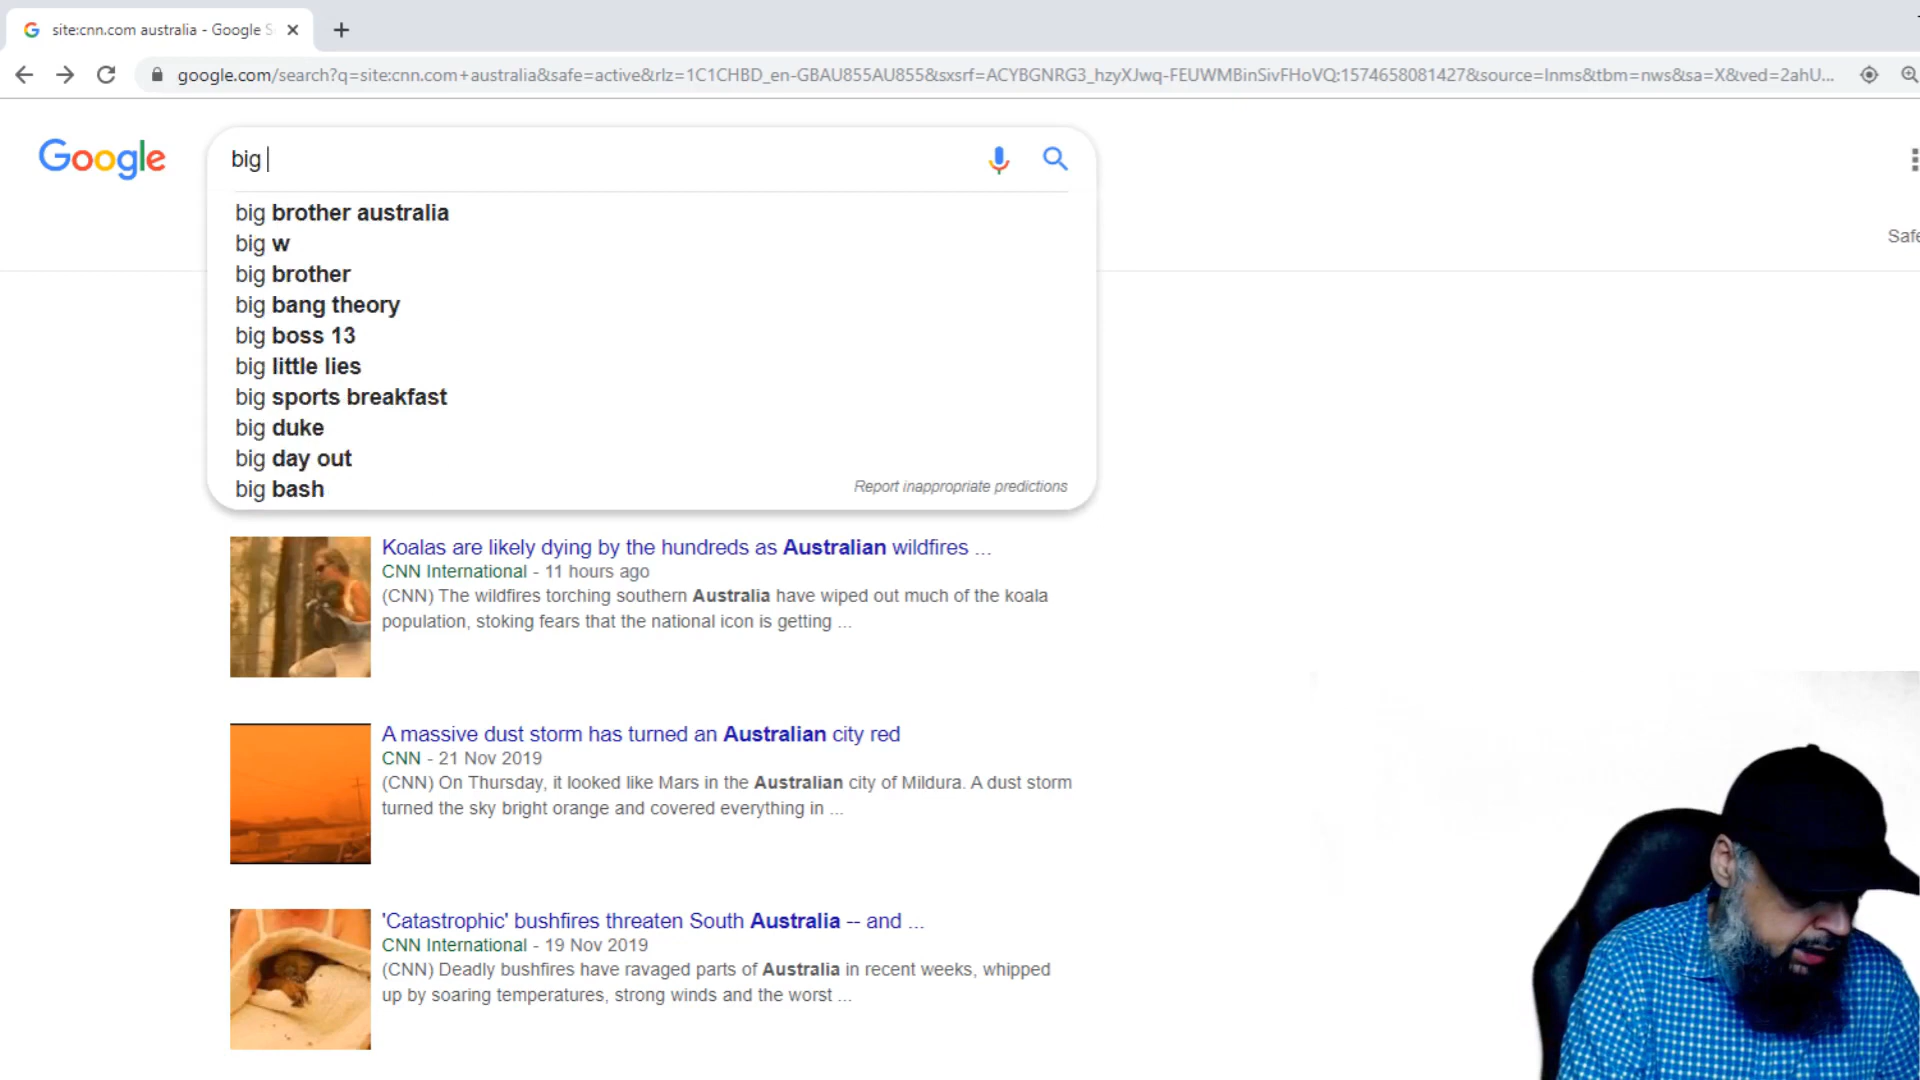 site:cnn.com australia - Google S
google.com/search?q=site:cnn.com+australia&safe=active&rlz=1C1CHBD_en-GBAU855AU855&sxsrf=ACYBGNRG3_hzyXJwq-FEUWMBinSivFHoVQ:1574658081427&source=lnms&tbm=nws&sa=X&ved=2ahU...
Google
big
big brother australia
big w
Safe
big brother
big bang theory
big boss 13
big little lies
big sports breakfast
big duke
big day out
big bash
Report inappropriate predictions
Koalas are likely dying by the hundreds as Australian wildfires ...
CNN International - 11 hours ago
(CNN) The wildfires torching southern Australia have wiped out much of the koala
population, stoking fears that the national icon is getting ...
A massive dust storm has turned an Australian city red
CNN - 21 Nov 2019
(CNN) On Thursday, it looked like Mars in the Australian city of Mildura. A dust storm
turned the sky bright orange and covered everything in ...
'Catastrophic' bushfires threaten South Australia -- and ...
CNN International - 19 Nov 2019
(CNN) Deadly bushfires have ravaged parts of Australia in recent weeks, whipped
up by soaring temperatures, strong winds and the worst ...